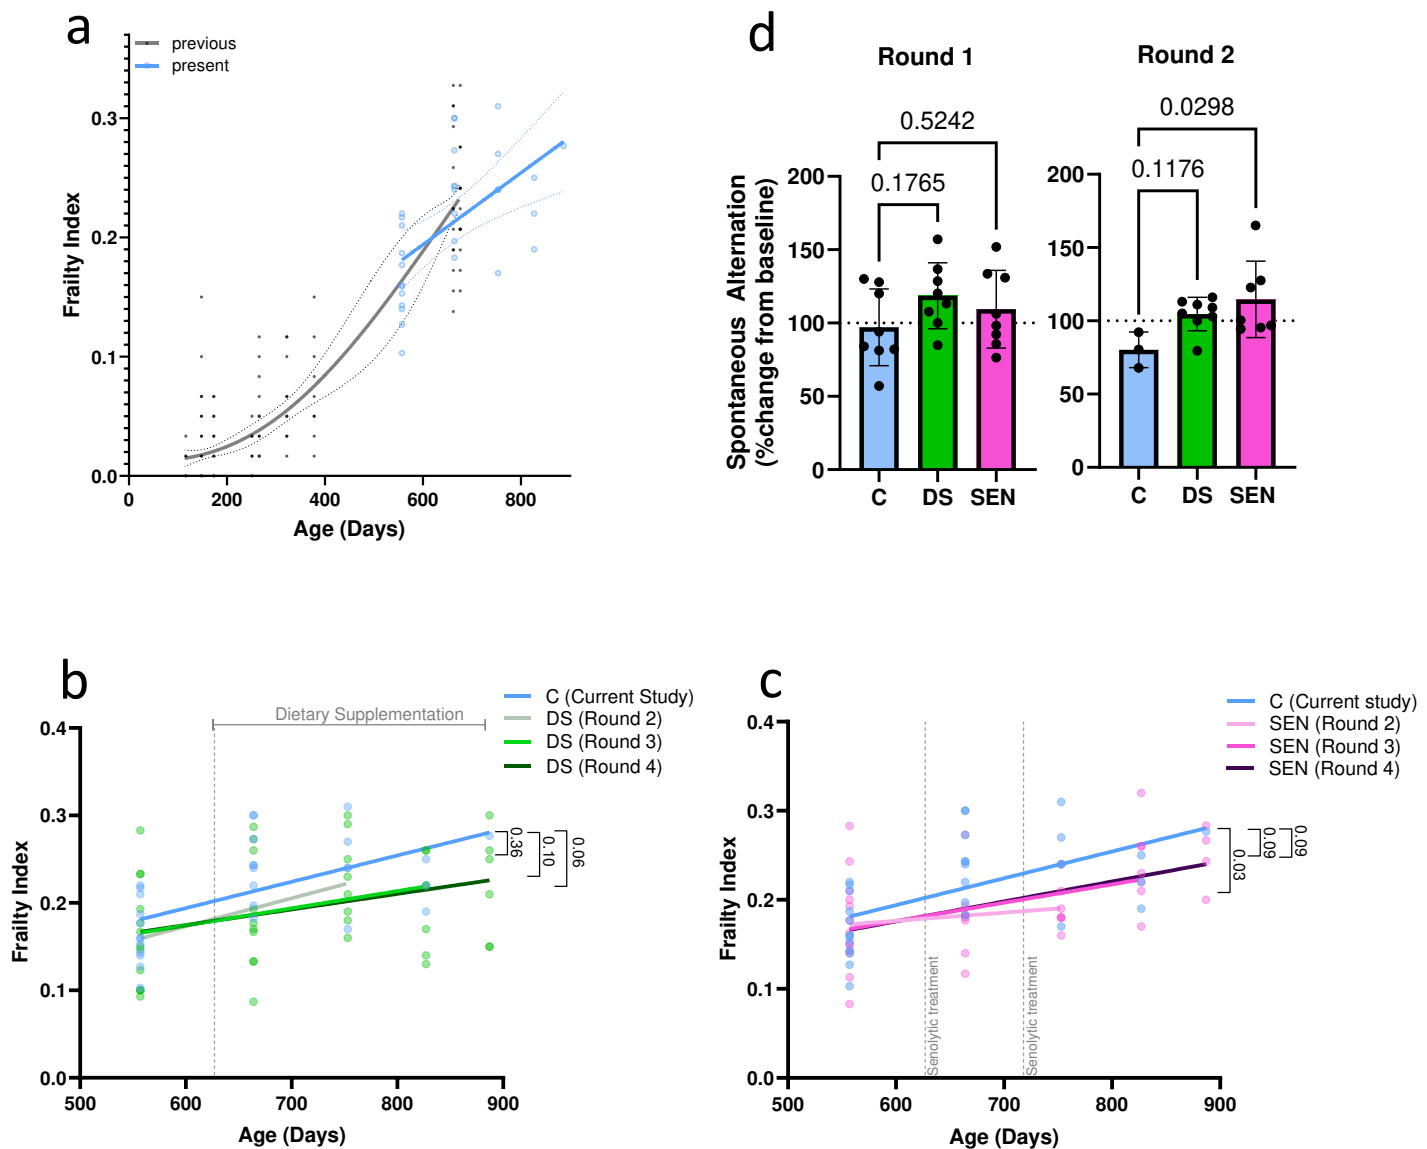 a
previous
present
0.3
0.2
0.1
0.0
0 200 400 600 800
Frailty Index
Age (Days)
d
Round 1
Round 2
0.5242
0.1765
0.0298
0.1176
Spontaneous Alternation
(%change from baseline)
200
150
100
50
0
C DS SEN
200
150
100
50
0
C DS SEN
b
C (Current Study)
DS (Round 2)
DS (Round 3)
DS (Round 4)
Dietary Supplementation
0.4
0.3
0.2
0.1
0.0
500 600 700 800 900
Frailty Index
Age (Days)
0.36
0.10
0.06
c
C (Current study)
SEN (Round 2)
SEN (Round 3)
SEN (Round 4)
0.4
0.3
0.2
0.1
0.0
500 600 700 800 900
Frailty Index
Age (Days)
Senolytic treatment
Senolytic treatment
0.03
0.09
0.09